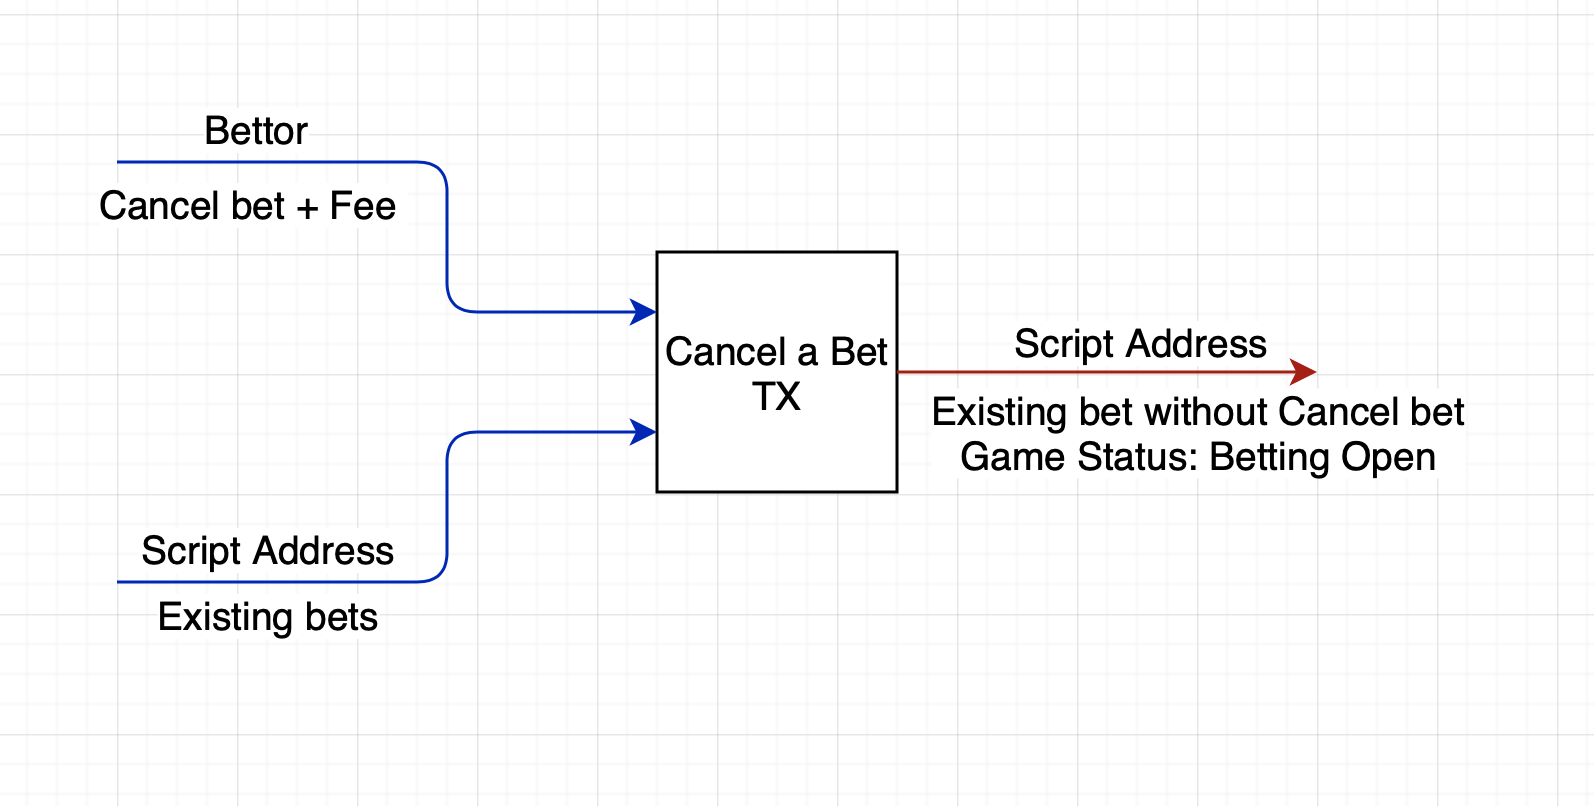 Bettor
Cancel bet + Fee
Cancel a Bet
TX
Script Address
Existing bet without Cancel bet
Game Status: Betting Open
Script Address
Existing bets